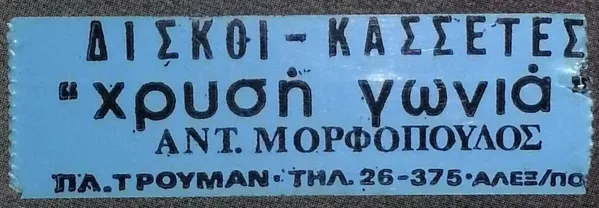 ΔΙΣΚΟΙ - ΚΑΣΣΕΤΕΣ
"χρυσή γωνιά"
ΑΝΤ. ΜΟΡΦΟΠΟΥΛΟΣ
ΠΛ. ΤΡΟΥΜΑΝ · ΤΗΛ. 26-375 · ΑΛΕΞ/ΠΟ